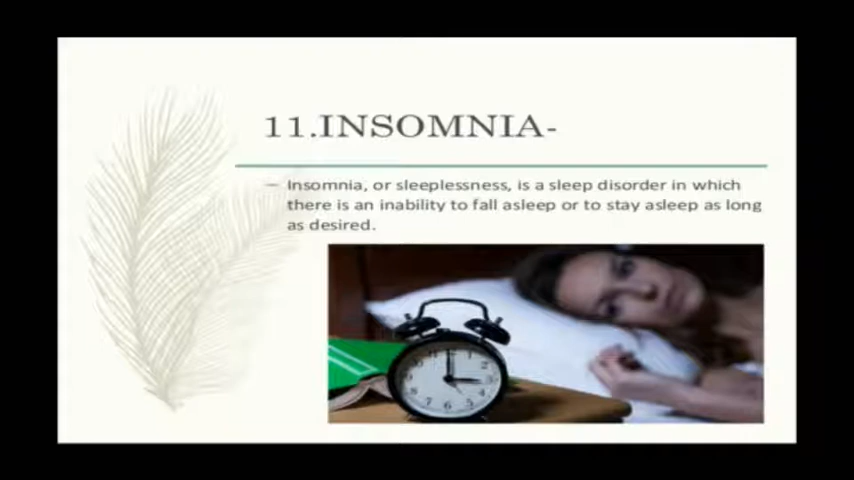 11.INSOMNIA-
– Insomnia, or sleeplessness, is a sleep disorder in which
there is an inability to fall asleep or to stay asleep as long
as desired.